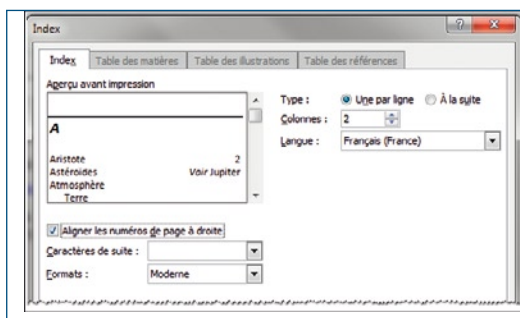 Index
Index Table des matières Table des illustrations Table des références
Aperçu avant impression
A
Aristote 2
Astéroïdes Voir Jupiter
Atmosphère
Terre
Type : Une par ligne À la suite
Colonnes : 2
Langue : Français (France)
Aligner les numéros de page à droite
Caractères de suite :
Formats : Moderne